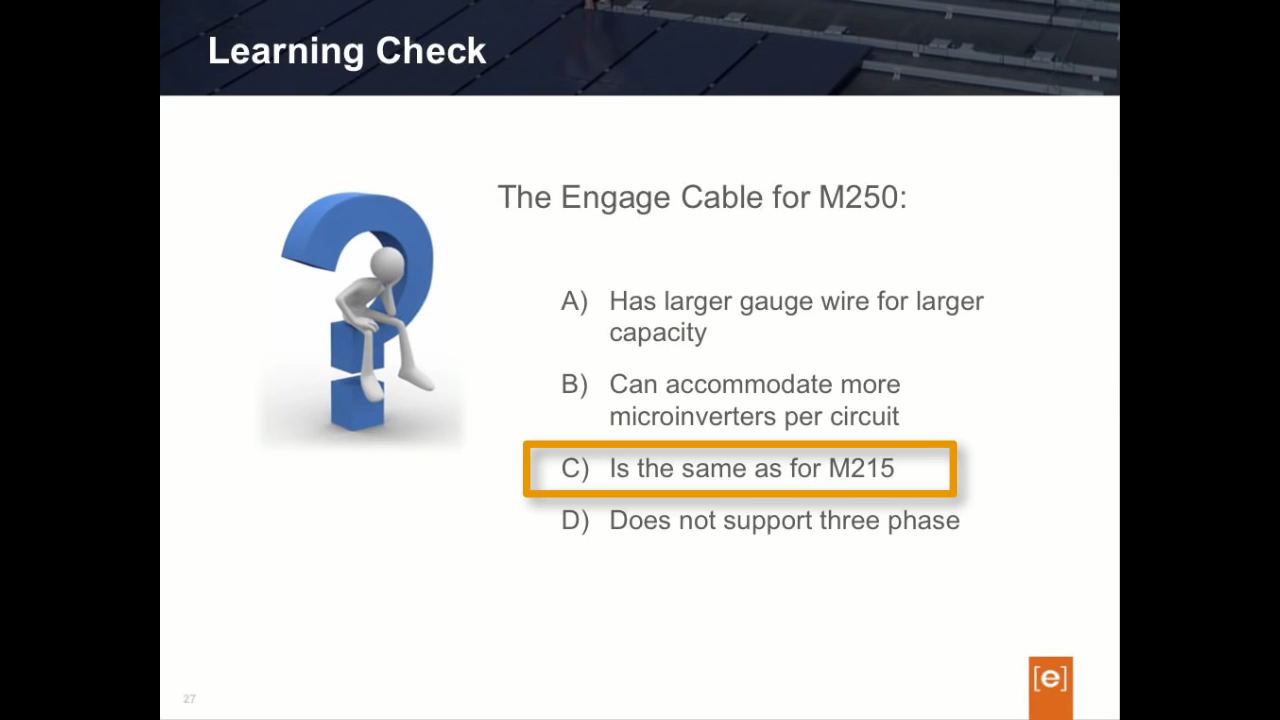 Learning Check
The Engage Cable for M250:
A) Has larger gauge wire for larger
capacity
B) Can accommodate more
microinverters per circuit
C) Is the same as for M215
D) Does not support three phase
27
[e]